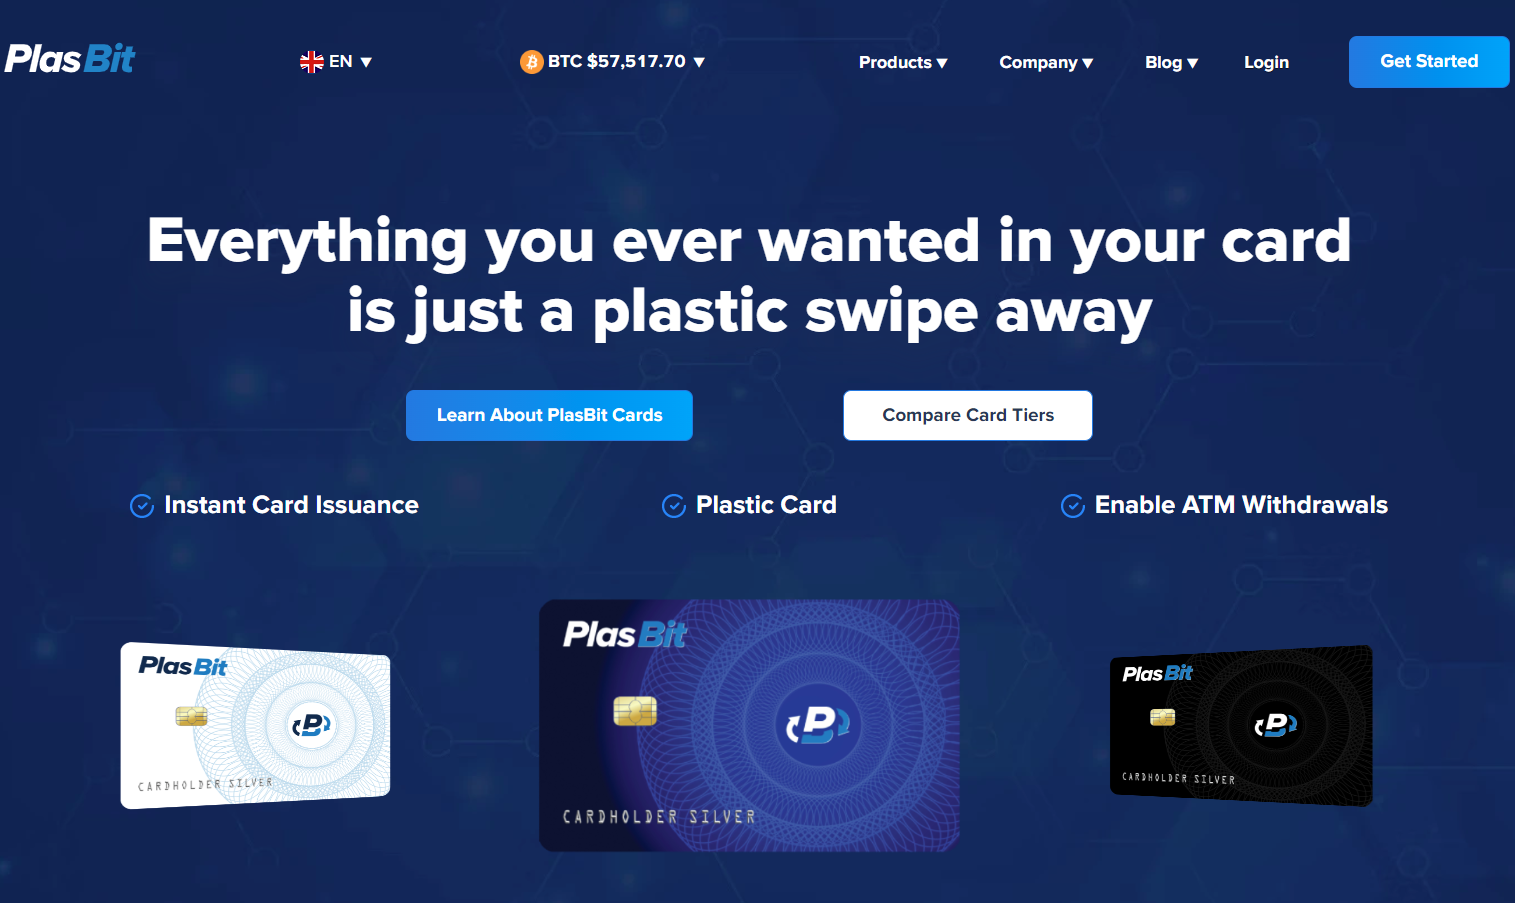 PlasBit
EN ▼
BTC $57,517.70 ▼
Products ▼
Company ▼
Blog ▼
Login
Get Started
Everything you ever wanted in your card
is just a plastic swipe away
Learn About PlasBit Cards
Compare Card Tiers
Instant Card Issuance
Plastic Card
Enable ATM Withdrawals
PlasBit
CARDHOLDER SILVER
PlasBit
CARDHOLDER SILVER
PlasBit
CARDHOLDER SILVER